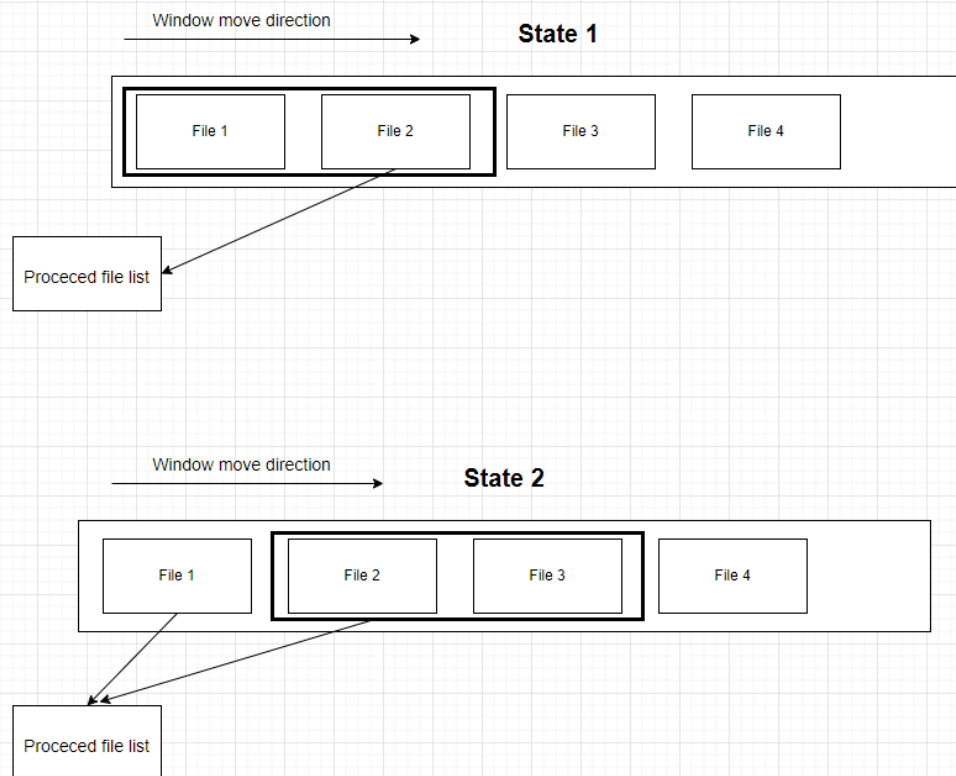 Window move direction
State 1
File 1
File 2
File 3
File 4
Proceced file list
Window move direction
State 2
File 1
File 2
File 3
File 4
Proceced file list